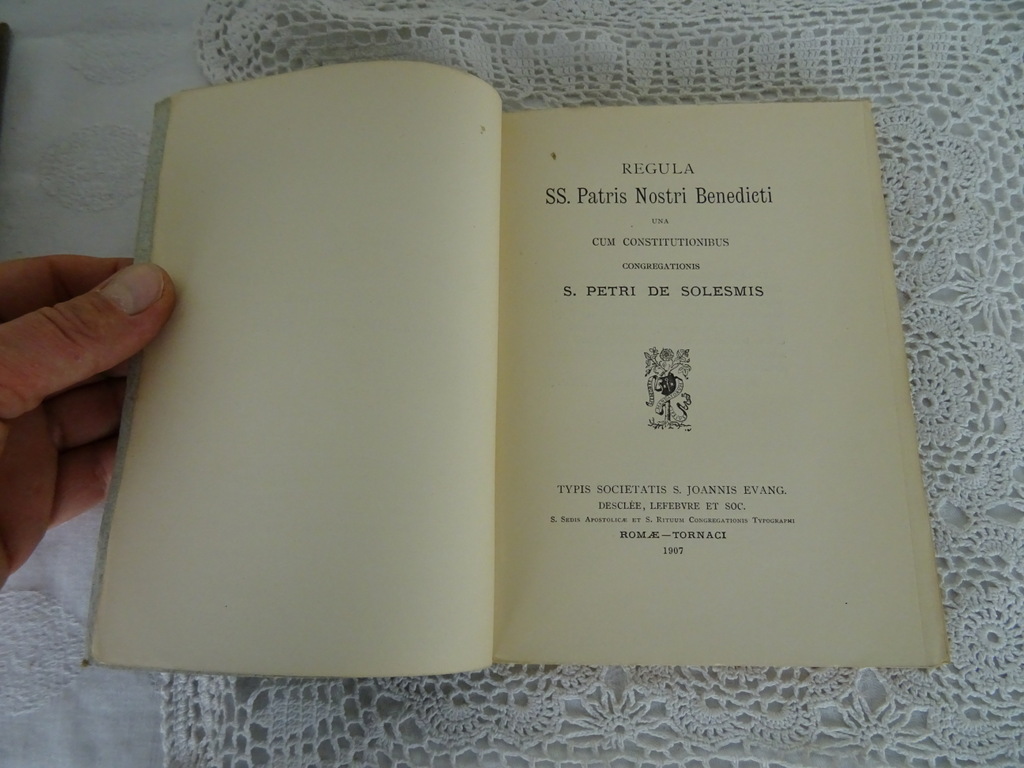 REGULA
SS. Patris Nostri Benedicti
UNA
CUM CONSTITUTIONIBUS
CONGREGATIONIS
S. PETRI DE SOLESMIS
TYPIS SOCIETATIS S. JOANNIS EVANG.
DESCLÉE, LEFEBVRE ET SOC.
S. Sedis Apostolicæ et S. Rituum Congregationis Typographi
ROMÆ—TORNACI
1907